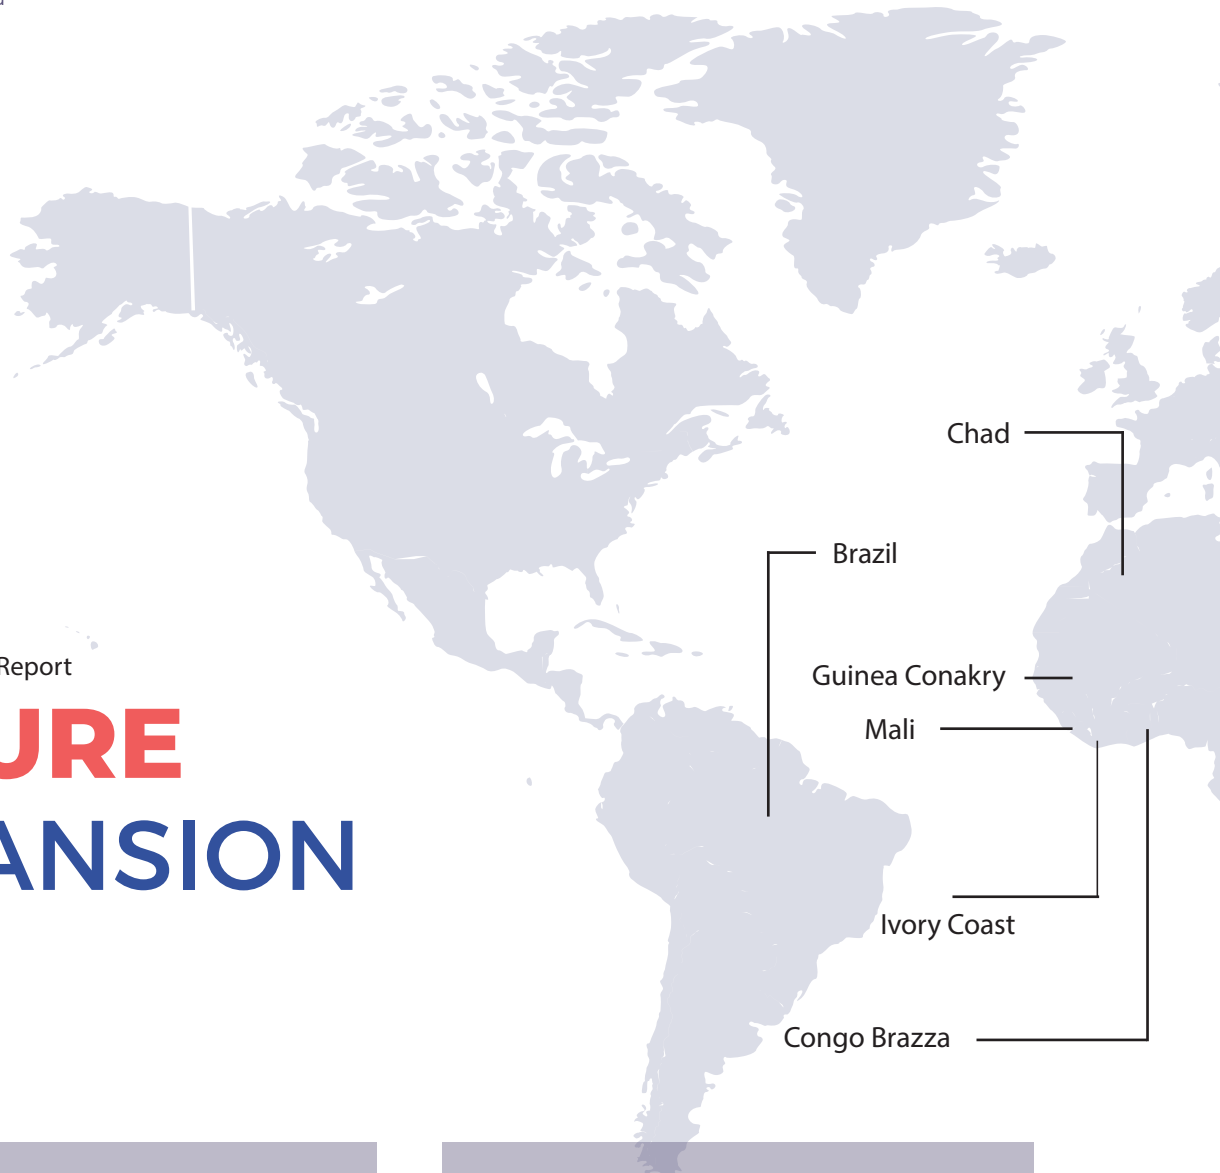 Chad
Brazil
Report
Guinea Conakry
URE
Mali
ANSION
Ivory Coast
Congo Brazza